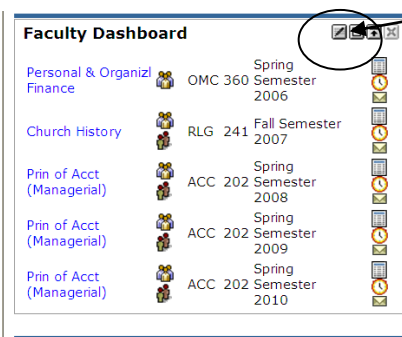 Faculty Dashboard
Personal & Organizl Finance OMC 360 Spring Semester 2006
Church History RLG 241 Fall Semester 2007
Prin of Acct (Managerial) ACC 202 Spring Semester 2008
Prin of Acct (Managerial) ACC 202 Spring Semester 2009
Prin of Acct (Managerial) ACC 202 Spring Semester 2010